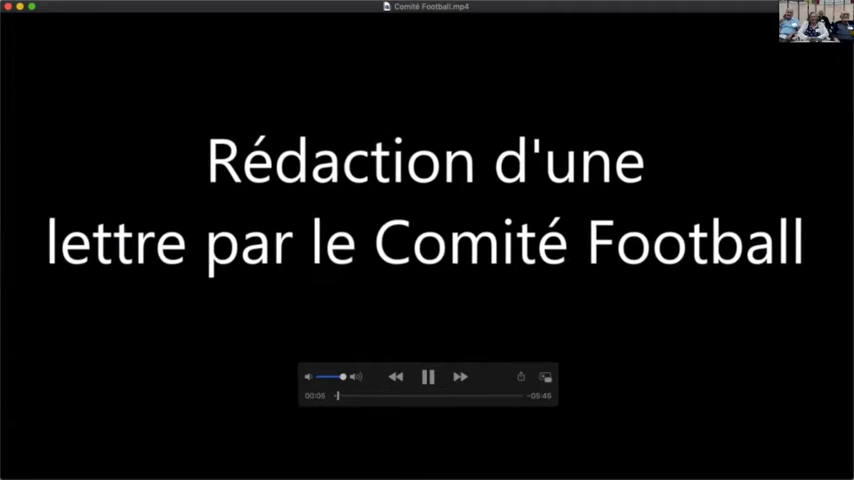 Comité Football.mp4
Rédaction d'une
lettre par le Comité Football
00:05
-05:45